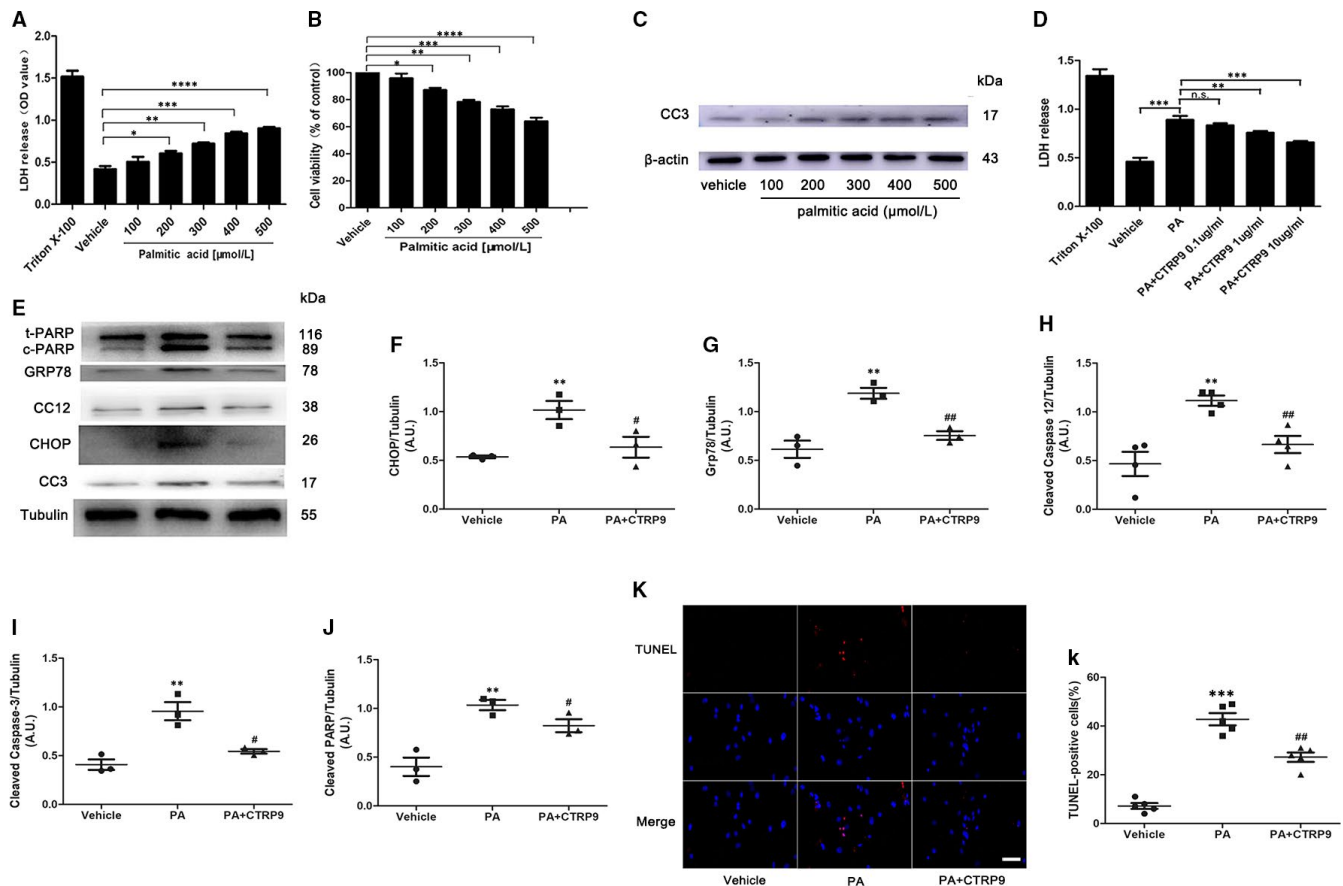 A
LDH release (OD value)
2.0
1.5
1.0
0.5
0.0
****
***
**
*
Triton X-100
Vehicle
100
200
300
400
500
Palmitic acid [μmol/L]
B
Cell viability (% of control)
100
80
60
40
20
0
****
***
**
*
Vehicle
100
200
300
400
500
Palmitic acid [μmol/L]
C
kDa
CC3
17
β-actin
43
vehicle
100
200
300
400
500
palmitic acid (μmol/L)
D
LDH release
1.5
1.0
0.5
0.0
***
**
n.s.
***
Triton X-100
Vehicle
PA
PA+CTRP9 0.1ug/ml
PA+CTRP9 1ug/ml
PA+CTRP9 10ug/ml
E
kDa
t-PARP
116
c-PARP
89
GRP78
78
CC12
38
CHOP
26
CC3
17
Tubulin
55
F
CHOP/Tubulin
(A.U.)
1.5
1.0
0.5
0.0
**
#
Vehicle
PA
PA+CTRP9
G
Grp78/Tubulin
(A.U.)
1.5
1.0
0.5
0.0
**
##
Vehicle
PA
PA+CTRP9
H
Cleaved Caspase 12/Tubulin
(A.U.)
1.5
1.0
0.5
0.0
**
##
Vehicle
PA
PA+CTRP9
I
Cleaved Caspase-3/Tubulin
(A.U.)
1.5
1.0
0.5
0.0
**
#
Vehicle
PA
PA+CTRP9
J
Cleaved PARP/Tubulin
(A.U.)
1.5
1.0
0.5
0.0
**
#
Vehicle
PA
PA+CTRP9
K
TUNEL
Merge
Vehicle
PA
PA+CTRP9
k
TUNEL-positive cells(%)
60
40
20
0
***
##
Vehicle
PA
PA+CTRP9